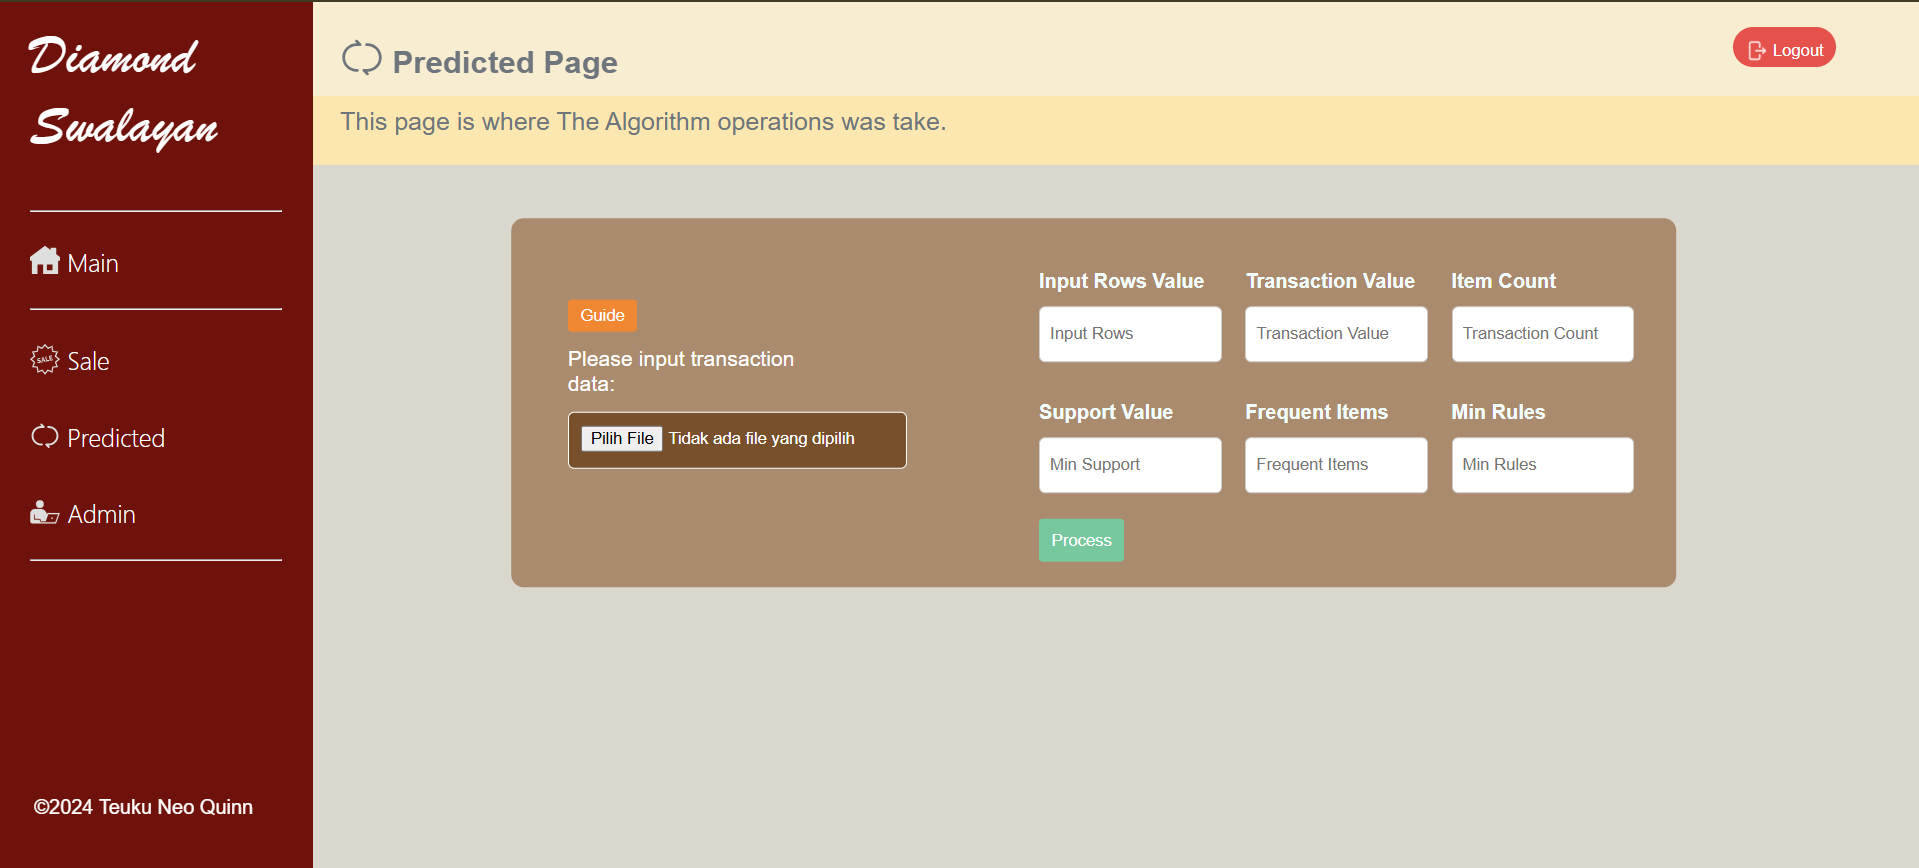 Diamond
Swalayan
Main
SALE
Sale
Predicted
Admin
©2024 Teuku Neo Quinn
Predicted Page
Logout
This page is where The Algorithm operations was take.
Guide
Please input transaction
data:
Pilih File Tidak ada file yang dipilih
Input Rows Value Transaction Value Item Count
Input Rows Transaction Value Transaction Count
Support Value Frequent Items Min Rules
Min Support Frequent Items Min Rules
Process